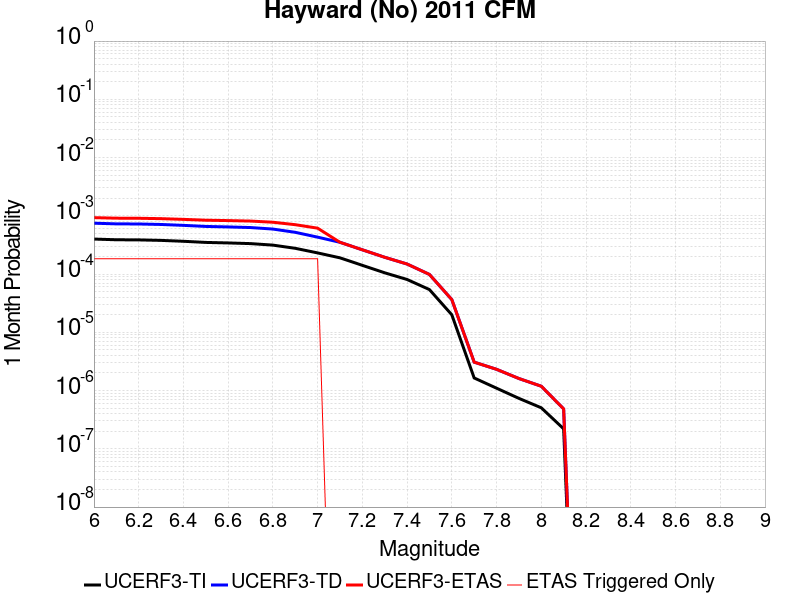 Hayward (No) 2011 CFM
10^0
10^-1
10^-2
10^-3
10^-4
10^-5
10^-6
10^-7
10^-8
1 Month Probability
6 6.2 6.4 6.6 6.8 7 7.2 7.4 7.6 7.8 8 8.2 8.4 8.6 8.8 9
Magnitude
UCERF3-TI UCERF3-TD UCERF3-ETAS ETAS Triggered Only